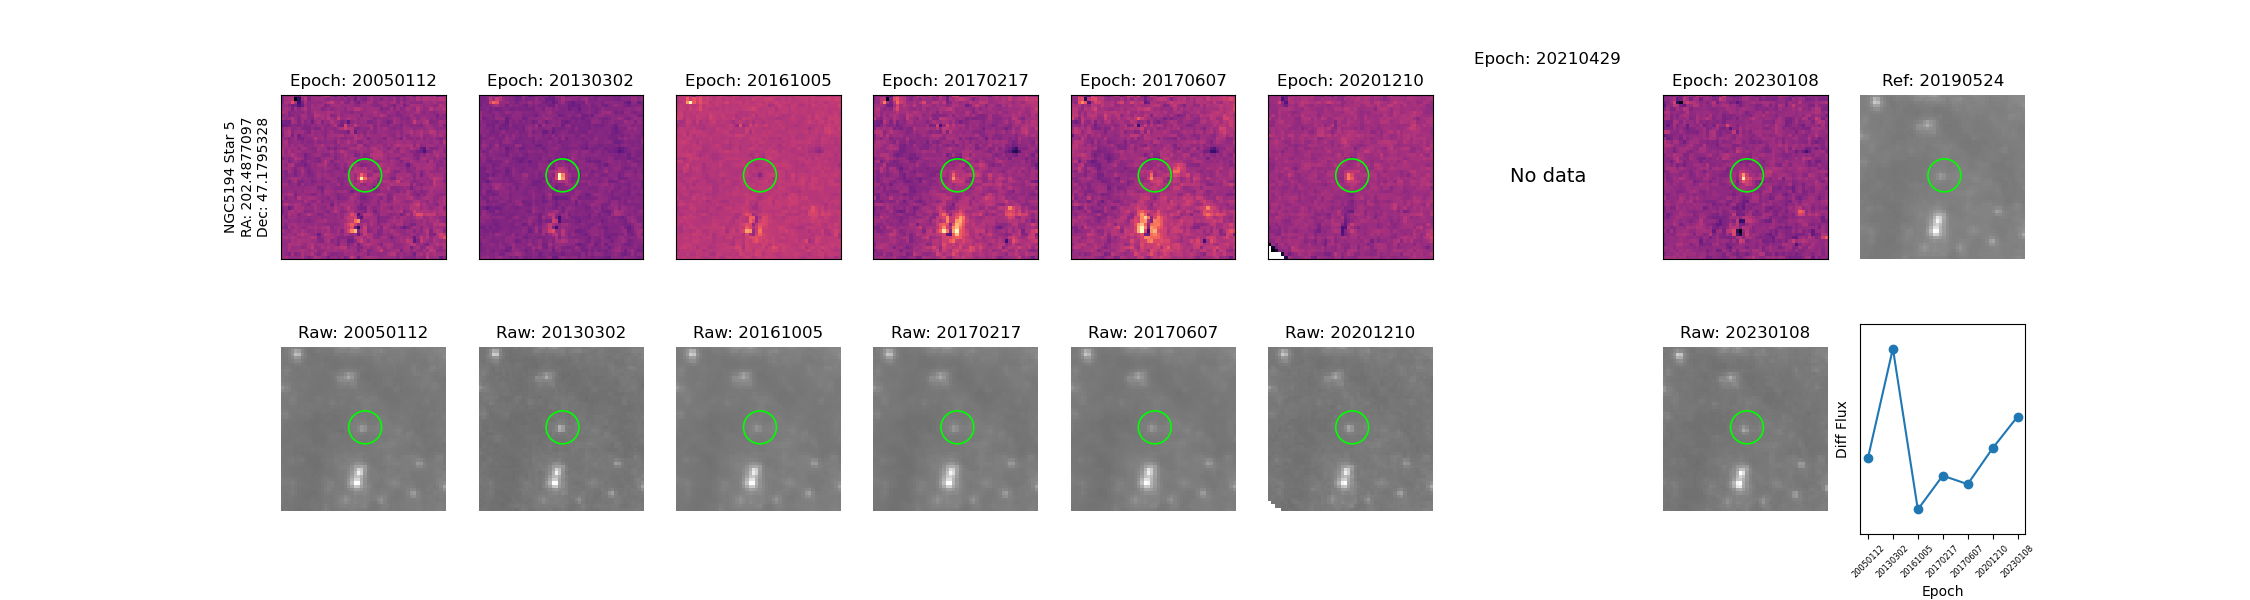 Epoch: 20050112
Epoch: 20130302
Epoch: 20161005
Epoch: 20170217
Epoch: 20170607
Epoch: 20201210
Epoch: 20210429
Epoch: 20230108
Ref: 20190524
NGC5194 Star 5
RA: 202.4877097
Dec: 47.1795328
No data
Raw: 20050112
Raw: 20130302
Raw: 20161005
Raw: 20170217
Raw: 20170607
Raw: 20201210
Raw: 20230108
Diff Flux
20050112
20130302
20161005
20170217
20170607
20201210
20230108
Epoch